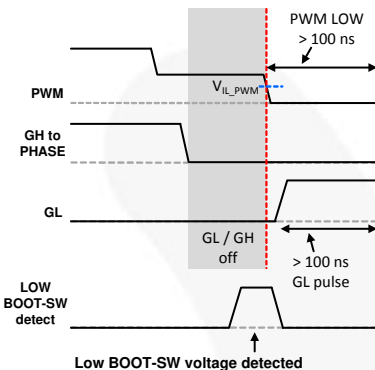 PWM LOW
> 100 ns
VIL_PWM
PWM
GH to
PHASE
GL
GL / GH
off
> 100 ns
GL pulse
LOW
BOOT-SW
detect
Low BOOT-SW voltage detected